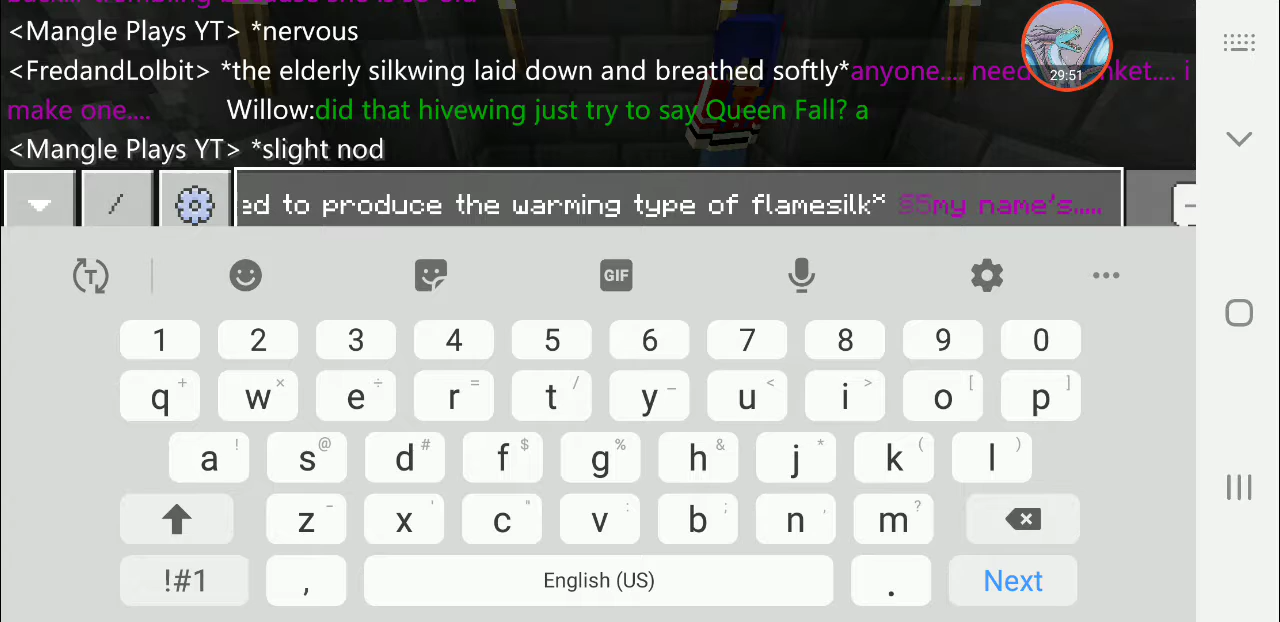 <Mangle Plays YT> *nervous
<FredandLolbit> *the elderly silkwing laid down and breathed softly*anyone.... need nket.... i
make one.... Willow:did that hivewing just try to say Queen Fall? a
<Mangle Plays YT> *slight nod
/ ed to produce the warming type of flamesilk* §5my name's.....
29:51
GIF
1 2 3 4 5 6 7 8 9 0
q + w × e ÷ r = t / y _ u < i > o [ p ]
a ! s @ d # f $ g % h & j * k ( l )
z - x ' c " v : b ; n , m ?
!#1 , English (US) . Next